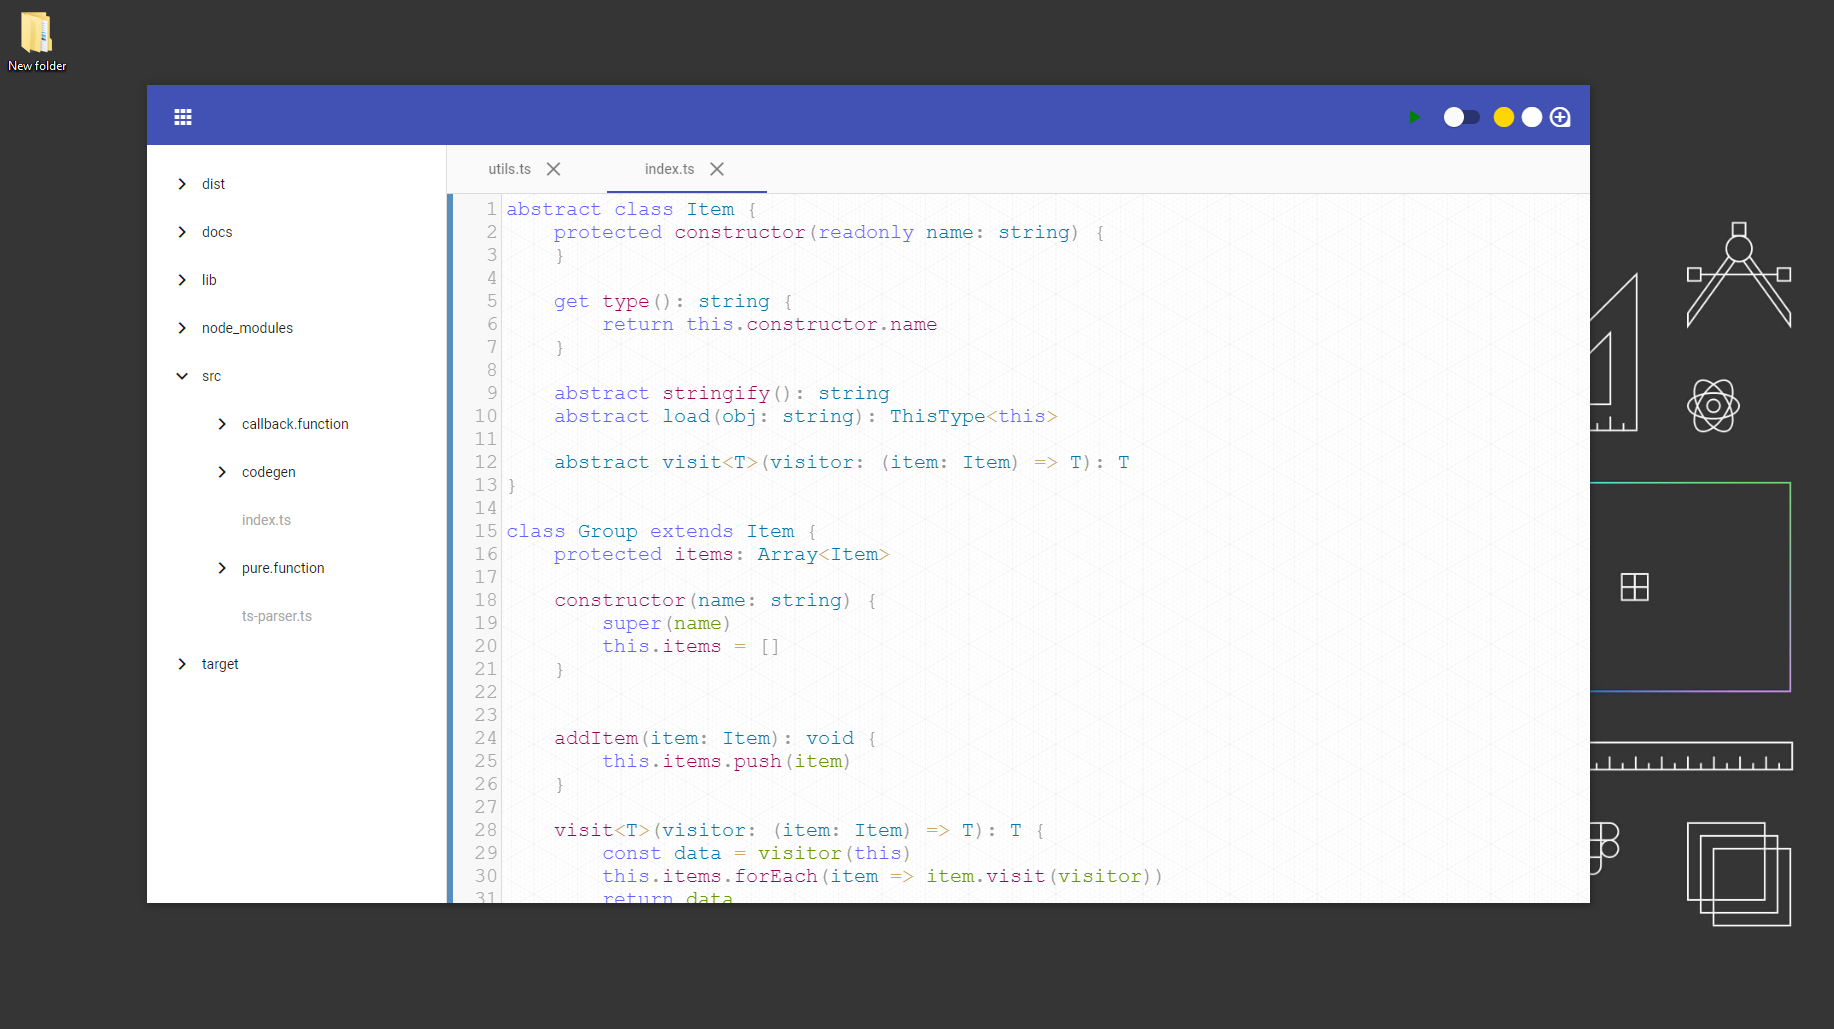 New folder
utils.ts
index.ts
dist
docs
lib
node_modules
src
callback.function
codegen
index.ts
pure.function
ts-parser.ts
target
1 abstract class Item {
2     protected constructor(readonly name: string) {
3     }
4
5     get type(): string {
6         return this.constructor.name
7     }
8
9     abstract stringify(): string
10     abstract load(obj: string): ThisType<this>
11
12     abstract visit<T>(visitor: (item: Item) => T): T
13 }
14
15 class Group extends Item {
16     protected items: Array<Item>
17
18     constructor(name: string) {
19         super(name)
20         this.items = []
21     }
22
23
24     addItem(item: Item): void {
25         this.items.push(item)
26     }
27
28     visit<T>(visitor: (item: Item) => T): T {
29         const data = visitor(this)
30         this.items.forEach(item => item.visit(visitor))
31         return data